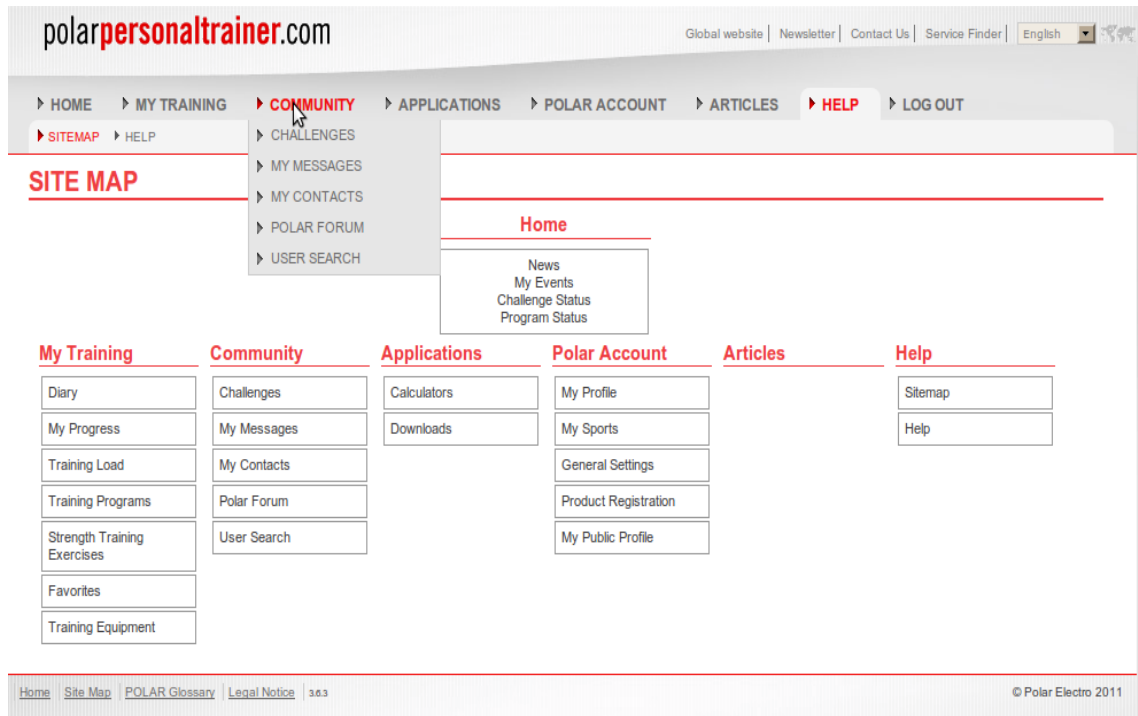 polarpersonaltrainer.com
Global website | Newsletter | Contact Us | Service Finder | English
HOME MY TRAINING COMMUNITY APPLICATIONS POLAR ACCOUNT ARTICLES HELP LOG OUT
SITEMAP HELP
CHALLENGES
MY MESSAGES
MY CONTACTS
POLAR FORUM
USER SEARCH
SITE MAP
Home
News
My Events
Challenge Status
Program Status
My Training
Diary
My Progress
Training Load
Training Programs
Strength Training
Exercises
Favorites
Training Equipment
Community
Challenges
My Messages
My Contacts
Polar Forum
User Search
Applications
Calculators
Downloads
Polar Account
My Profile
My Sports
General Settings
Product Registration
My Public Profile
Articles
Help
Sitemap
Help
Home | Site Map | POLAR Glossary | Legal Notice | 3.6.3
© Polar Electro 2011